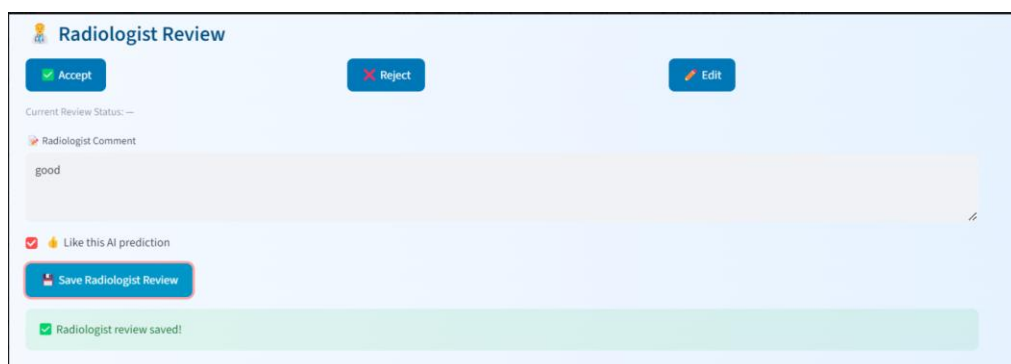 Radiologist Review
Accept
Reject
Edit
Current Review Status: —
Radiologist Comment
good
Like this AI prediction
Save Radiologist Review
Radiologist review saved!